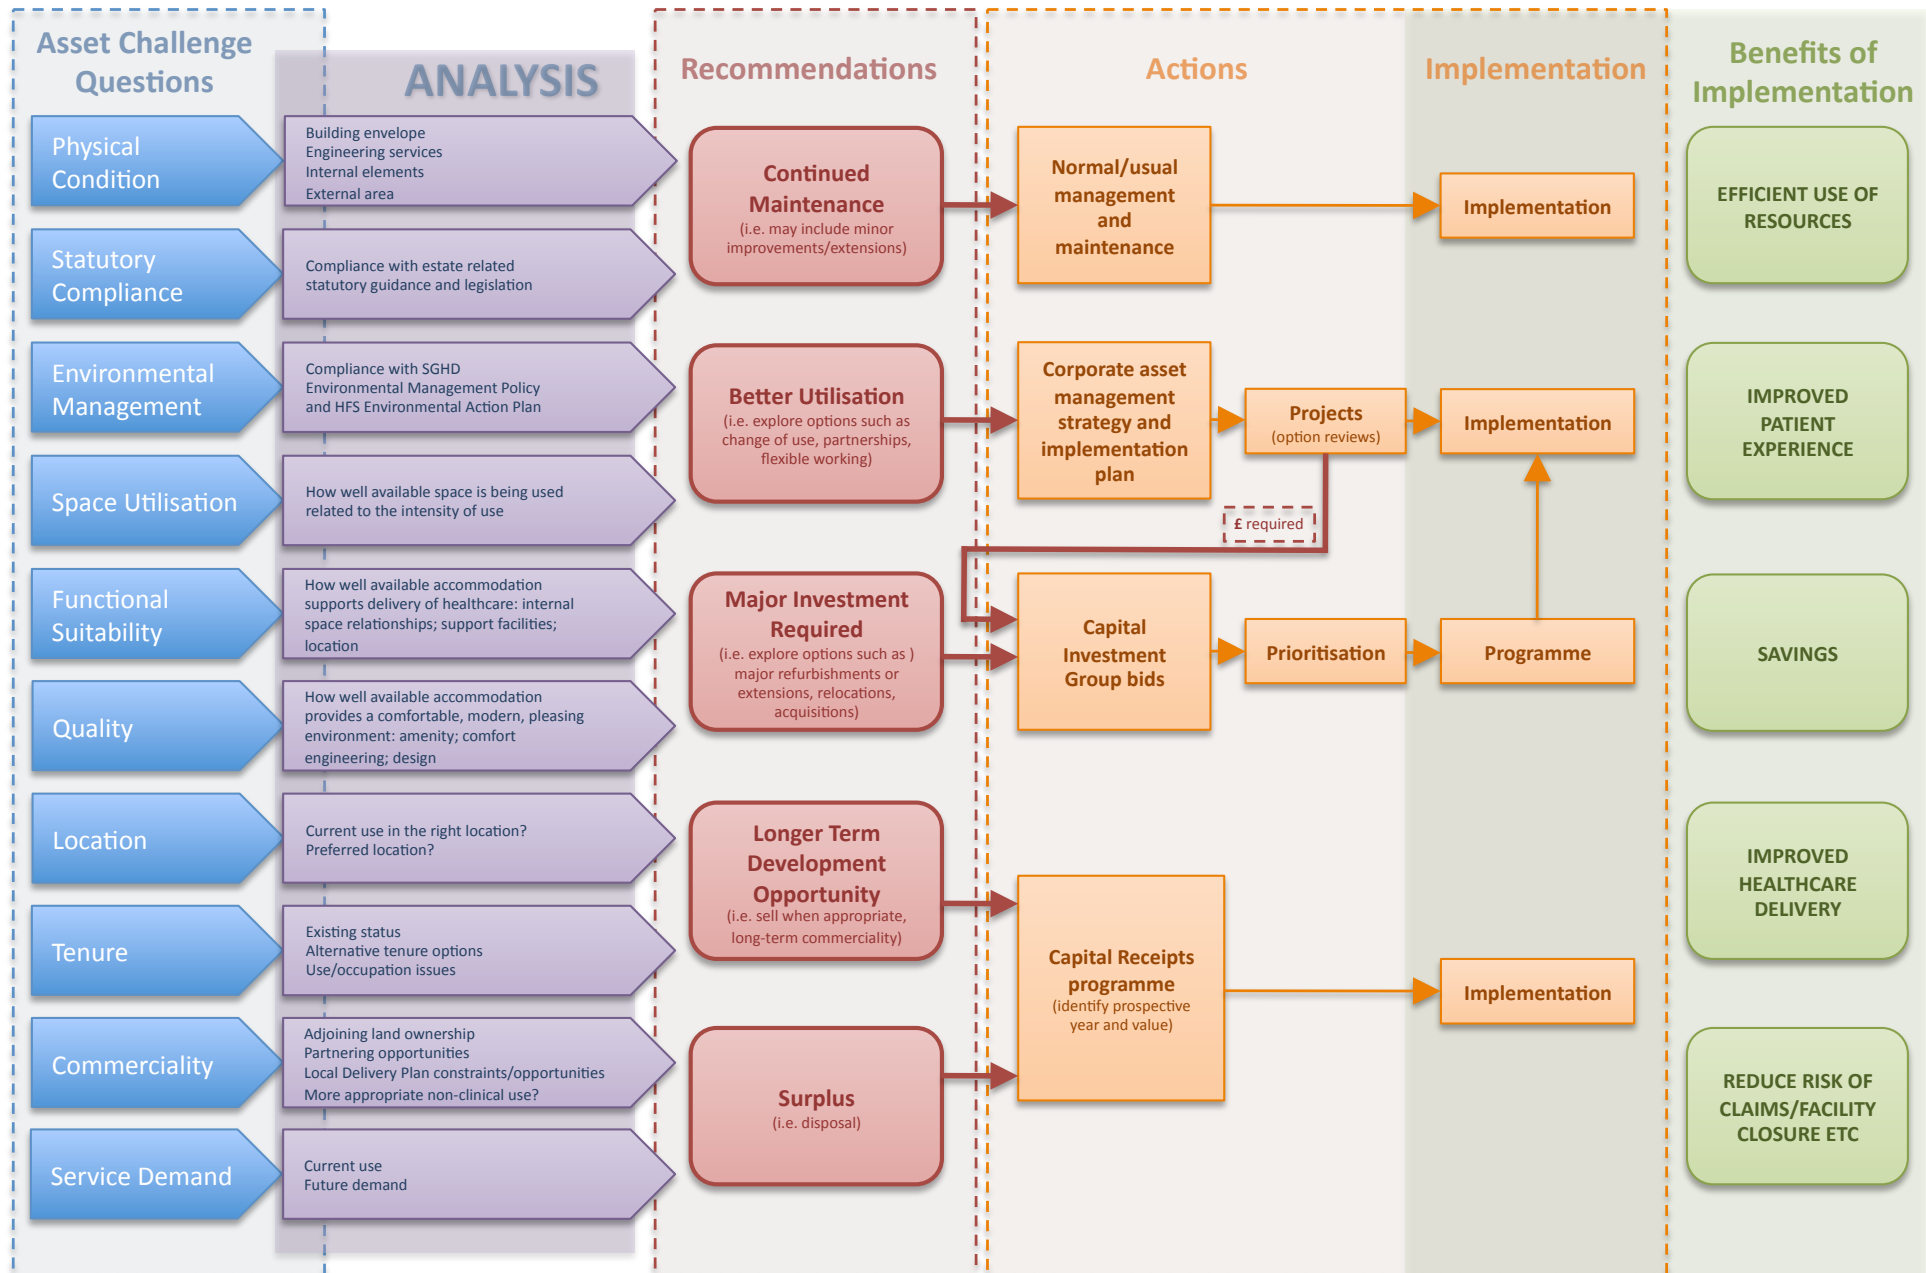 Asset Challenge
Questions
ANALYSIS
Recommendations
Actions
Implementation
Benefits of
Implementation
Physical
Condition
Building envelope
Engineering services
Internal elements
External area
Statutory
Compliance
Compliance with estate related
statutory guidance and legislation
Environmental
Management
Compliance with SGHD
Environmental Management Policy
and HFS Environmental Action Plan
Space Utilisation
How well available space is being used
related to the intensity of use
Functional
Suitability
How well available accommodation
supports delivery of healthcare: internal
space relationships; support facilities;
location
Quality
How well available accommodation
provides a comfortable, modern, pleasing
environment: amenity; comfort
engineering; design
Location
Current use in the right location?
Preferred location?
Tenure
Existing status
Alternative tenure options
Use/occupation issues
Commerciality
Adjoining land ownership
Partnering opportunities
Local Delivery Plan constraints/opportunities
More appropriate non-clinical use?
Service Demand
Current use
Future demand
Continued
Maintenance
(i.e. may include minor
improvements/extensions)
Better Utilisation
(i.e. explore options such as
change of use, partnerships,
flexible working)
Major Investment
Required
(i.e. explore options such as )
major refurbishments or
extensions, relocations,
acquisitions)
Longer Term
Development
Opportunity
(i.e. sell when appropriate,
long-term commerciality)
Surplus
(i.e. disposal)
Normal/usual
management
and
maintenance
Implementation
Corporate asset
management
strategy and
implementation
plan
Projects
(option reviews)
Implementation
£ required
Capital
Investment
Group bids
Prioritisation
Programme
Capital Receipts
programme
(identify prospective
year and value)
Implementation
EFFICIENT USE OF
RESOURCES
IMPROVED
PATIENT
EXPERIENCE
SAVINGS
IMPROVED
HEALTHCARE
DELIVERY
REDUCE RISK OF
CLAIMS/FACILITY
CLOSURE ETC